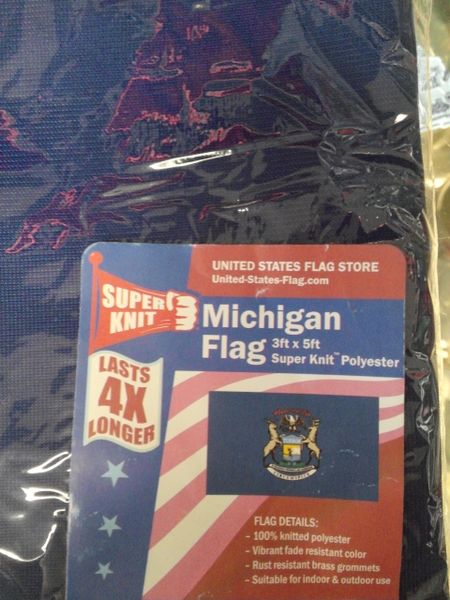 UNITED STATES FLAG STORE
United-States-Flag.com
SUPER
KNIT
Michigan
Flag 3ft x 5ft
Super Knit™ Polyester
LASTS
4X
LONGER
FLAG DETAILS:
- 100% knitted polyester
- Vibrant fade resistant color
- Rust resistant brass grommets
- Suitable for indoor & outdoor use